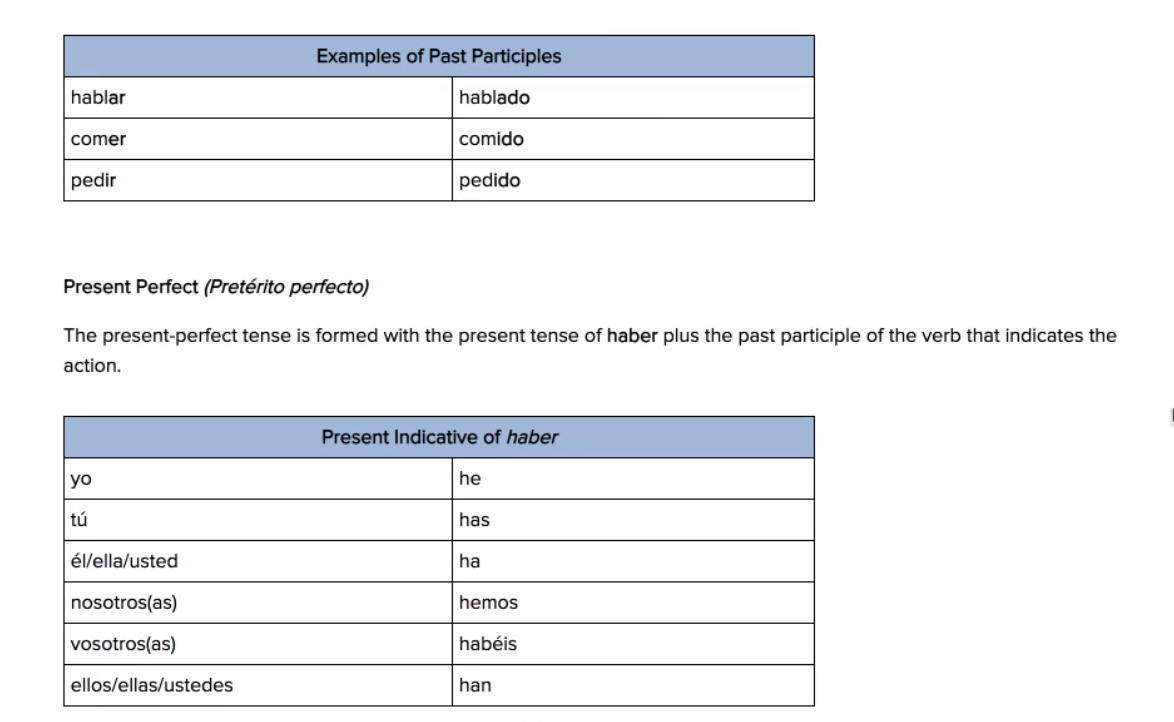 Examples of Past Participles
hablar hablado
comer comido
pedir pedido
Present Perfect (Pretérito perfecto)
The present-perfect tense is formed with the present tense of haber plus the past participle of the verb that indicates the
action.
Present Indicative of haber
yo he
tú has
él/ella/usted ha
nosotros(as) hemos
vosotros(as) habéis
ellos/ellas/ustedes han